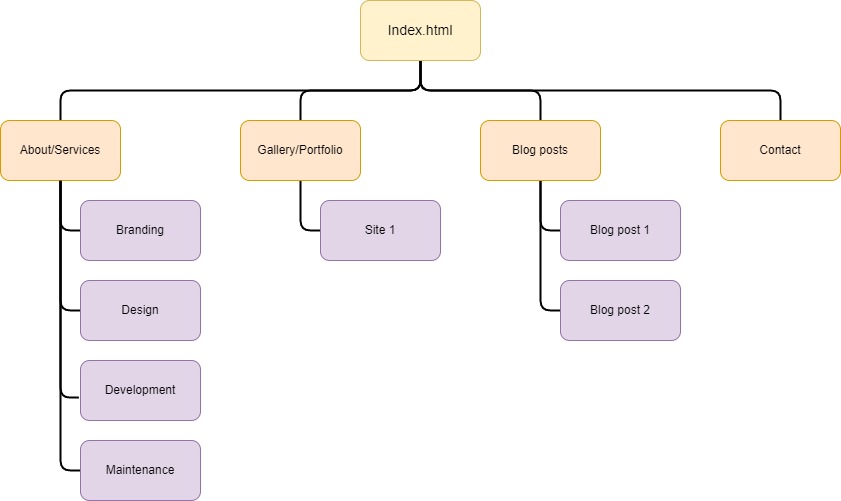 Index.html
About/Services
Gallery/Portfolio
Blog posts
Contact
Branding
Site 1
Blog post 1
Design
Blog post 2
Development
Maintenance